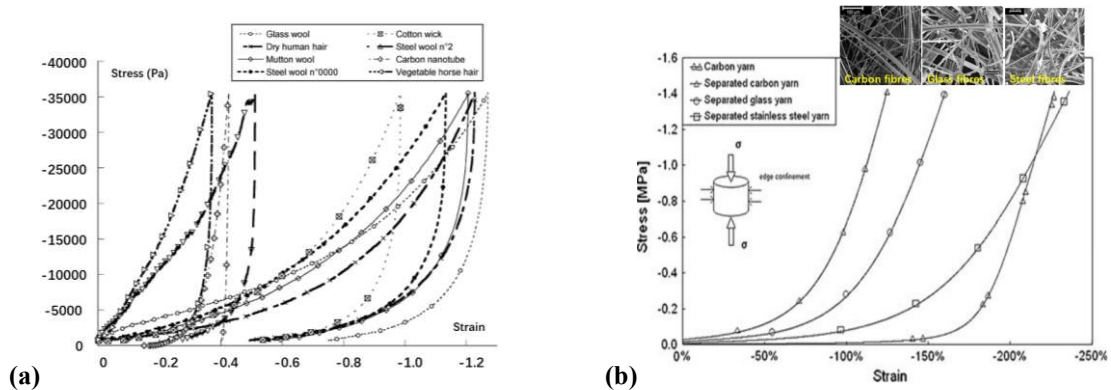 Glass wool
Cotton wick
Dry human hair
Steel wool n°2
Mutton wool
Carbon nanotube
Steel wool n°0000
Vegetable horse hair
Stress (Pa)
-40000
-35000
-30000
-25000
-20000
-15000
-10000
-5000
0
Strain
0
-0.2
-0.4
-0.6
-0.8
-1.0
-1.2
(a)
Carbon fibres
Glass fibres
Steel fibres
Carbon yarn
Separated carbon yarn
Separated glass yarn
Separated stainless steel yarn
σ
edge confinement
σ
Stress [MPa]
-1.6
-1.4
-1.2
-1.0
-0.8
-0.6
-0.4
-0.2
0.0
0%
-50%
-100%
-150%
-200%
-250%
Strain
(b)